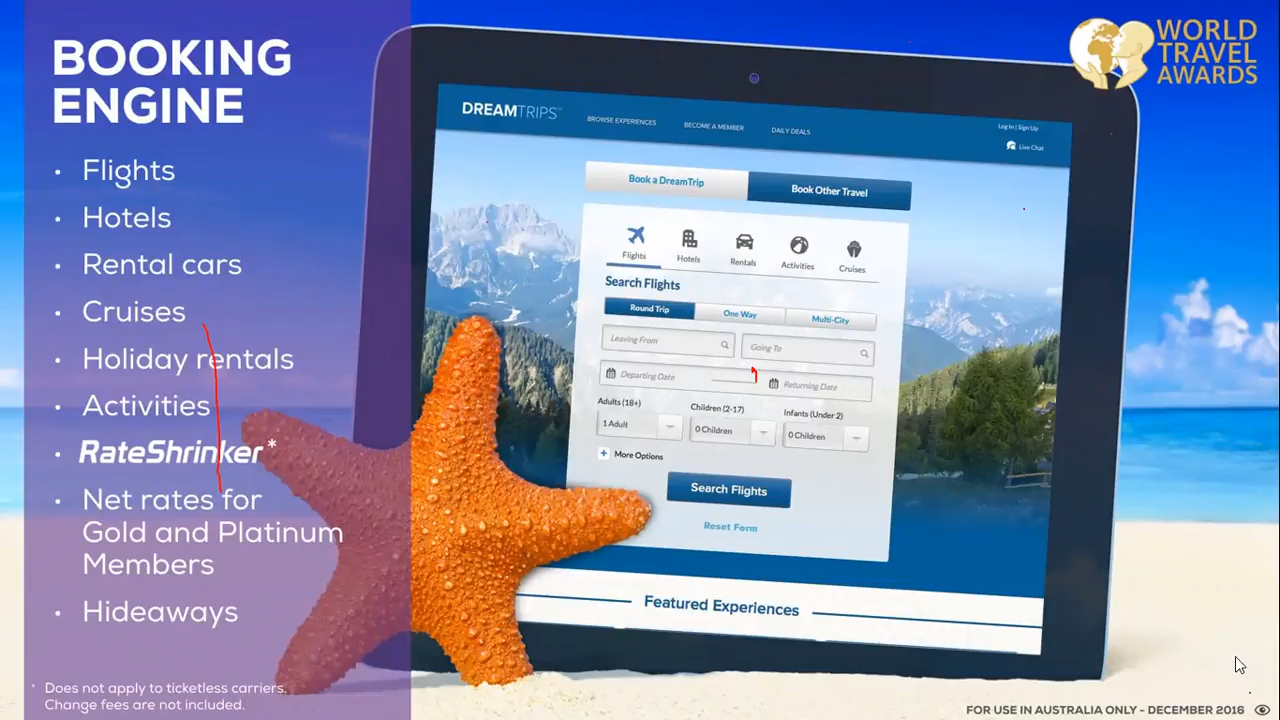 BOOKING
ENGINE
• Flights
• Hotels
• Rental cars
• Cruises
• Holiday rentals
• Activities
• RateShrinker*
• Net rates for
Gold and Platinum
Members
• Hideaways
* Does not apply to ticketless carriers.
Change fees are not included.
WORLD
TRAVEL
AWARDS
DREAMTRIPS™
BROWSE EXPERIENCES BECOME A MEMBER DAILY DEALS
Log In | Sign Up
Live Chat
Book a DreamTrip Book Other Travel
Flights Hotels Rentals Activities Cruises
Search Flights
Round Trip One Way Multi-City
Leaving From Going To
Departing Date Returning Date
Adults (18+) Children (2-17) Infants (Under 2)
1 Adult 0 Children 0 Children
+ More Options
Search Flights
Reset Form
Featured Experiences
FOR USE IN AUSTRALIA ONLY - DECEMBER 2016